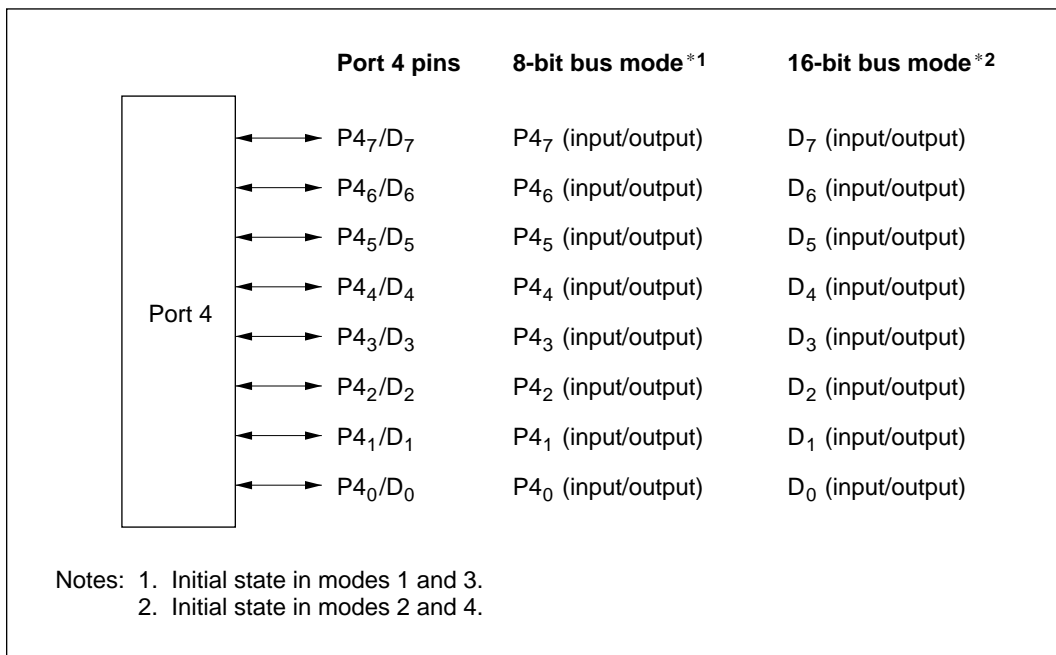 Port 4 pins 8-bit bus mode*1 16-bit bus mode*2
P4₇/D₇ P4₇ (input/output) D₇ (input/output)
P4₆/D₆ P4₆ (input/output) D₆ (input/output)
P4₅/D₅ P4₅ (input/output) D₅ (input/output)
P4₄/D₄ P4₄ (input/output) D₄ (input/output)
Port 4
P4₃/D₃ P4₃ (input/output) D₃ (input/output)
P4₂/D₂ P4₂ (input/output) D₂ (input/output)
P4₁/D₁ P4₁ (input/output) D₁ (input/output)
P4₀/D₀ P4₀ (input/output) D₀ (input/output)
Notes: 1. Initial state in modes 1 and 3.
2. Initial state in modes 2 and 4.